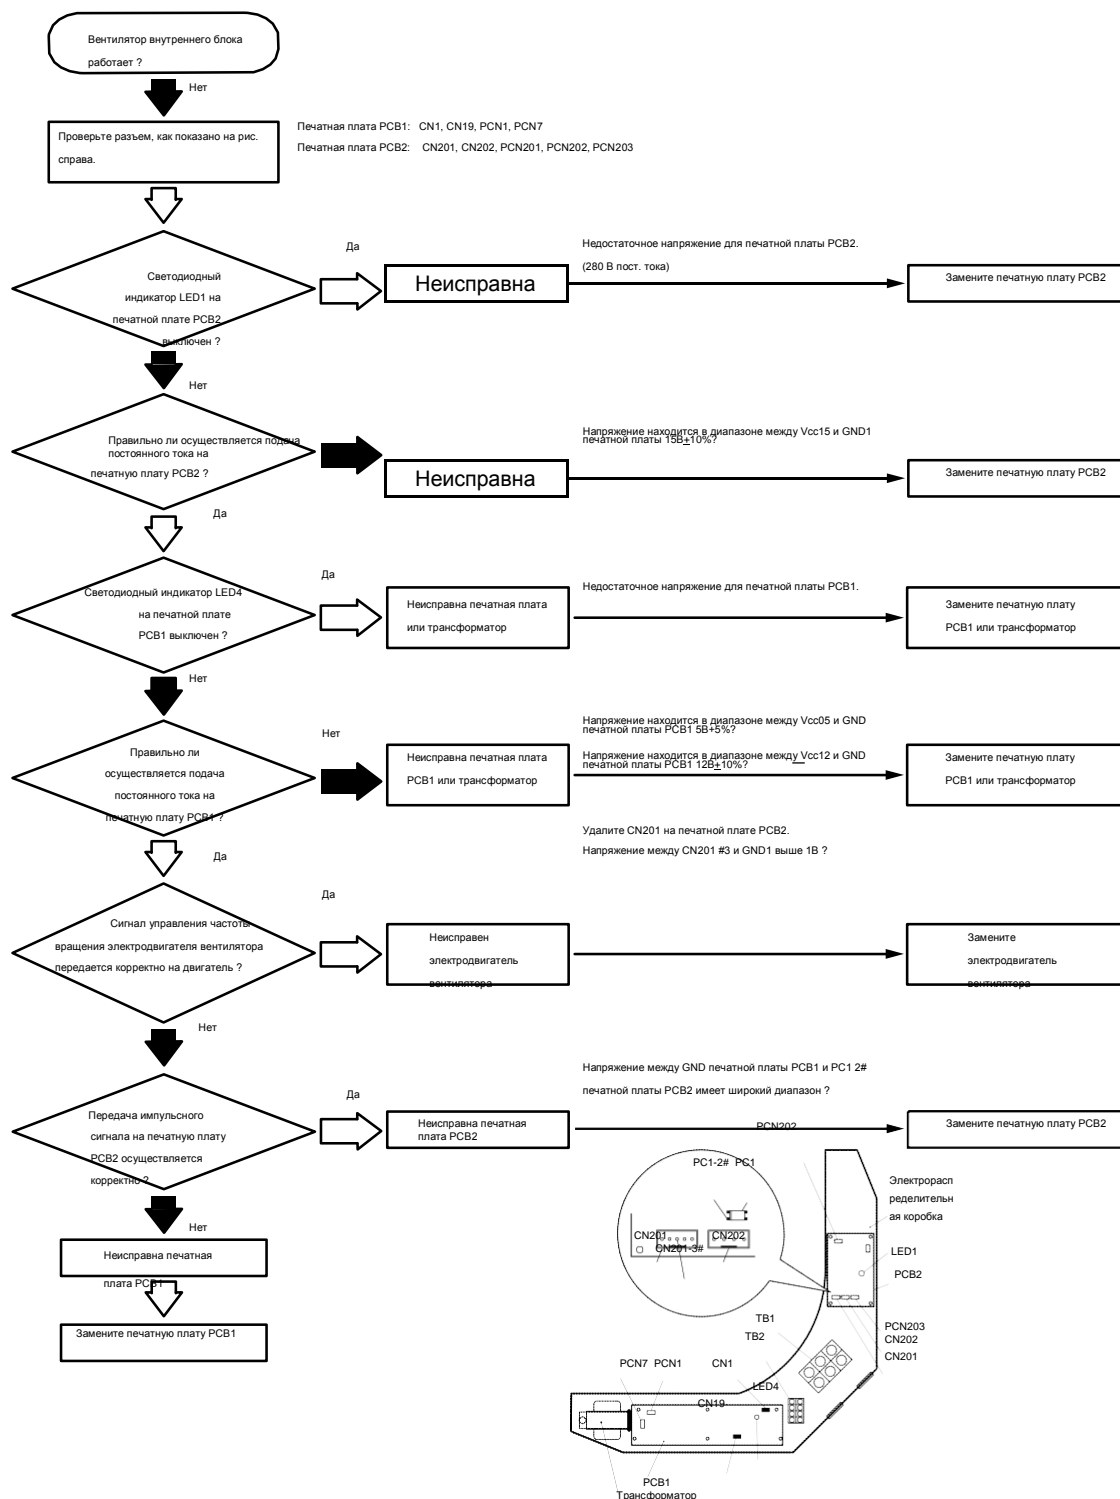 Вентилятор внутреннего блока
работает ?
Нет
Проверьте разъем, как показано на рис.
справа.
Печатная плата PCB1: CN1, CN19, PCN1, PCN7
Печатная плата PCB2: CN201, CN202, PCN201, PCN202, PCN203
Светодиодный
индикатор LED1 на
печатной плате PCB2
выключен ?
Да
Неисправна
Недостаточное напряжение для печатной платы PCB2.
(280 В пост. тока)
Замените печатную плату PCB2
Нет
Правильно ли осуществляется подача
постоянного тока на
печатную плату PCB2 ?
Неисправна
Напряжение находится в диапазоне между Vcc15 и GND1
печатной платы 15В±10%?
Замените печатную плату PCB2
Да
Светодиодный индикатор LED4
на печатной плате
PCB1 выключен ?
Да
Неисправна печатная плата
или трансформатор
Недостаточное напряжение для печатной платы PCB1.
Замените печатную плату
PCB1 или трансформатор
Нет
Правильно ли
осуществляется подача
постоянного тока на
печатную плату PCB1 ?
Нет
Неисправна печатная плата
PCB1 или трансформатор
Напряжение находится в диапазоне между Vcc05 и GND
печатной платы PCB1 5В+5%?
Напряжение находится в диапазоне между Vcc12 и GND
печатной платы PCB1 12В±10%?
Замените печатную плату
PCB1 или трансформатор
Да
Удалите CN201 на печатной плате PCB2.
Напряжение между CN201 #3 и GND1 выше 1В ?
Сигнал управления частоты
вращения электродвигателя вентилятора
передается корректно на двигатель ?
Да
Неисправен
электродвигатель
вентилятора
Замените
электродвигатель
вентилятора
Нет
Передача импульсного
сигнала на печатную плату
PCB2 осуществляется
корректно ?
Да
Неисправна печатная
плата PCB2
Напряжение между GND печатной платы PCB1 и PC1 2#
печатной платы PCB2 имеет широкий диапазон ?
Замените печатную плату PCB2
Нет
Неисправна печатная
плата PCB1
Замените печатную плату PCB1
PCN202
PC1-2# PC1
CN201
CN202
CN201-3#
Электрорасп
ределительн
ая коробка
LED1
PCB2
PCN203
CN202
CN201
TB1
TB2
PCN7 PCN1
CN1
LED4
CN19
PCB1
Трансформатор